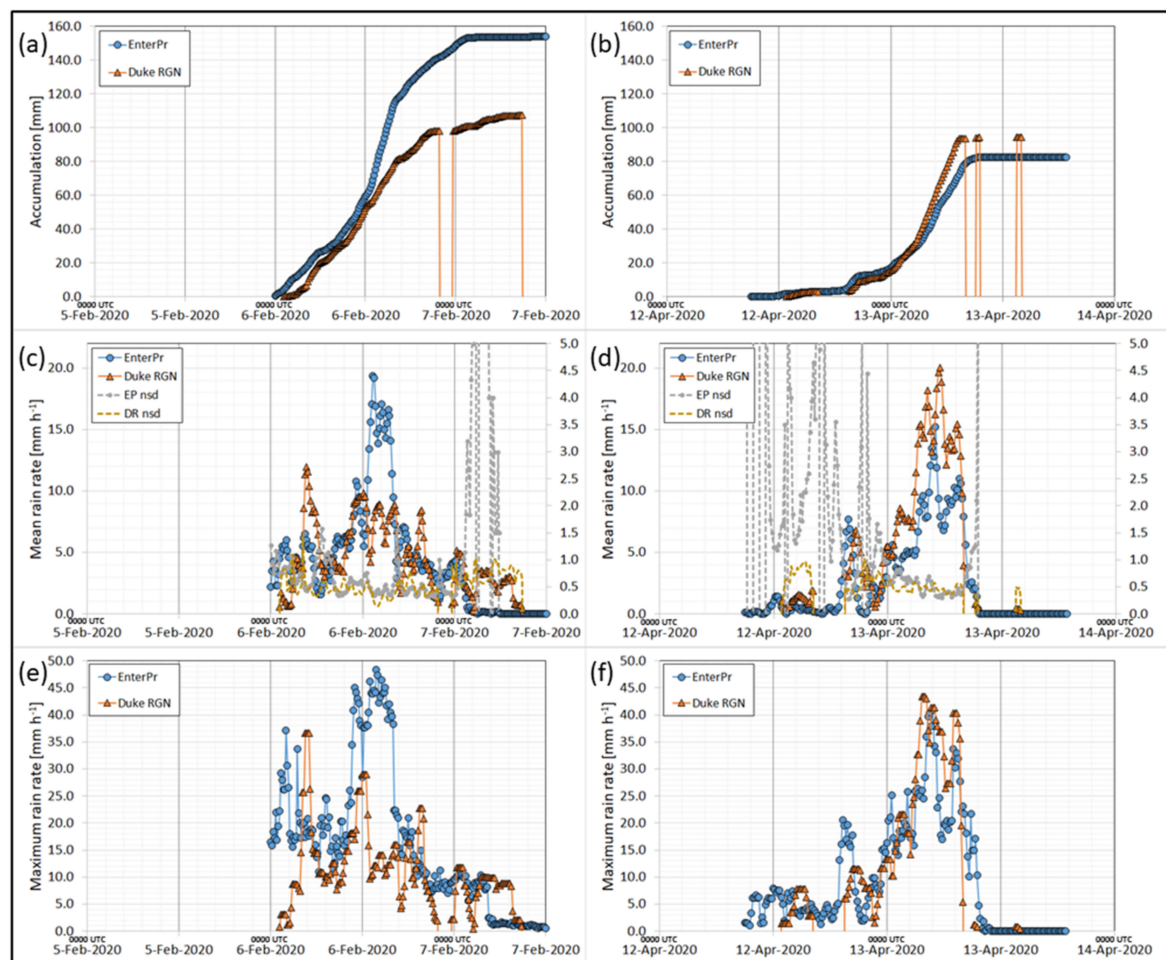 (a)
160.0
140.0
120.0
100.0
80.0
60.0
40.0
20.0
0.0
Accumulation [mm]
EnterPr
Duke RGN
0000 UTC
5-Feb-2020
5-Feb-2020
0000 UTC
6-Feb-2020
6-Feb-2020
0000 UTC
7-Feb-2020
7-Feb-2020
(b)
160.0
140.0
120.0
100.0
80.0
60.0
40.0
20.0
0.0
Accumulation [mm]
EnterPr
Duke RGN
0000 UTC
12-Apr-2020
12-Apr-2020
0000 UTC
13-Apr-2020
13-Apr-2020
0000 UTC
14-Apr-2020
(c)
20.0
15.0
10.0
5.0
0.0
Mean rain rate [mm h⁻¹]
EnterPr
Duke RGN
EP nsd
DR nsd
5.0
4.5
4.0
3.5
3.0
2.5
2.0
1.5
1.0
0.5
0.0
0000 UTC
5-Feb-2020
5-Feb-2020
0000 UTC
6-Feb-2020
6-Feb-2020
0000 UTC
7-Feb-2020
7-Feb-2020
(d)
20.0
15.0
10.0
5.0
0.0
Mean rain rate [mm h⁻¹]
EnterPr
Duke RGN
EP nsd
DR nsd
5.0
4.5
4.0
3.5
3.0
2.5
2.0
1.5
1.0
0.5
0.0
0000 UTC
12-Apr-2020
12-Apr-2020
0000 UTC
13-Apr-2020
13-Apr-2020
0000 UTC
14-Apr-2020
(e)
50.0
45.0
40.0
35.0
30.0
25.0
20.0
15.0
10.0
5.0
0.0
Maximum rain rate [mm h⁻¹]
EnterPr
Duke RGN
0000 UTC
5-Feb-2020
5-Feb-2020
0000 UTC
6-Feb-2020
6-Feb-2020
0000 UTC
7-Feb-2020
7-Feb-2020
(f)
50.0
45.0
40.0
35.0
30.0
25.0
20.0
15.0
10.0
5.0
0.0
Maximum rain rate [mm h⁻¹]
EnterPr
Duke RGN
0000 UTC
12-Apr-2020
12-Apr-2020
0000 UTC
13-Apr-2020
13-Apr-2020
0000 UTC
14-Apr-2020